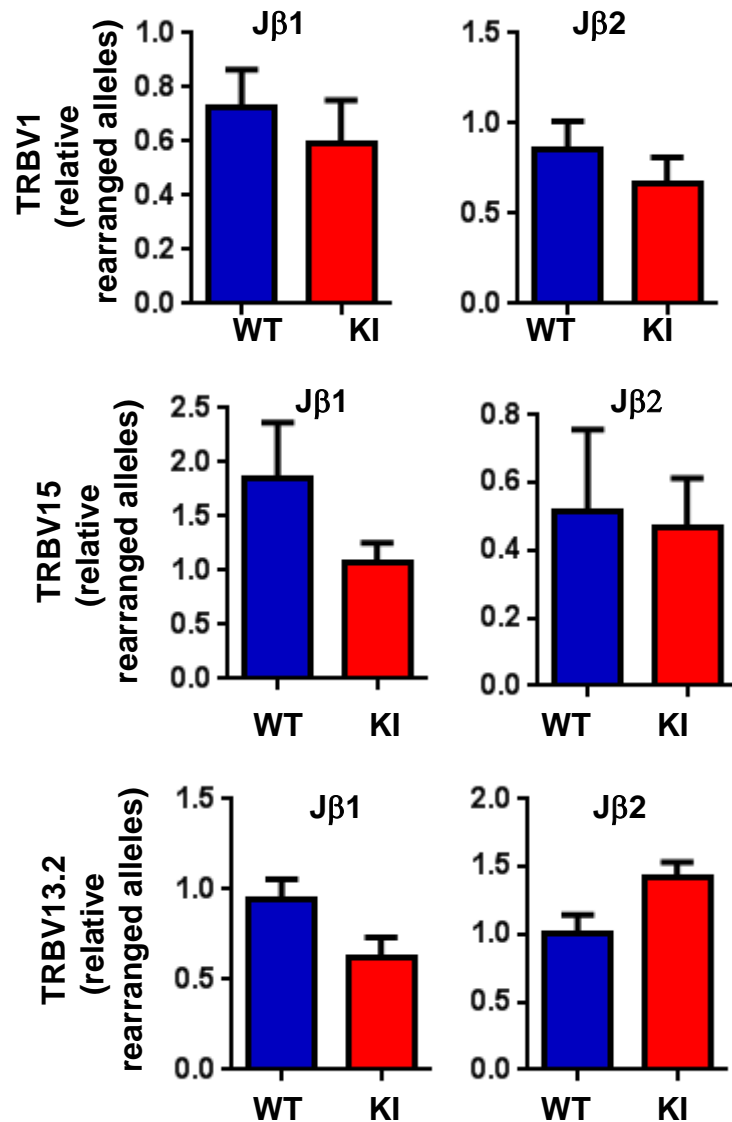 Jβ1
TRBV1
(relative
rearranged alleles)
1.0
0.8
0.6
0.4
0.2
0.0
WT KI
Jβ2
1.5
1.0
0.5
0.0
WT KI
Jβ1
TRBV15
(relative
rearranged alleles)
2.5
2.0
1.5
1.0
0.5
0.0
WT KI
Jβ2
0.8
0.6
0.4
0.2
0.0
WT KI
Jβ1
TRBV13.2
(relative
rearranged alleles)
1.5
1.0
0.5
0.0
WT KI
Jβ2
2.0
1.5
1.0
0.5
0.0
WT KI